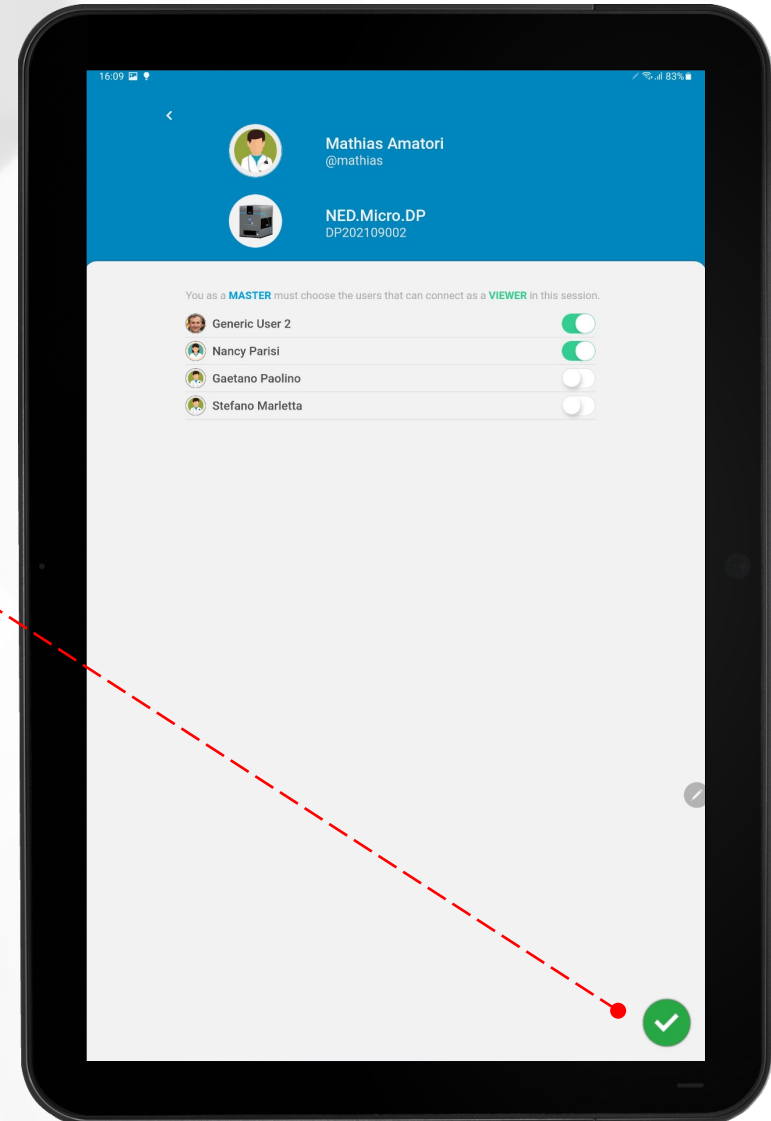 16:09
83%
Mathias Amatori
@mathias
NED.Micro.DP
DP202109002
You as a MASTER must choose the users that can connect as a VIEWER in this session.
Generic User 2
Nancy Parisi
Gaetano Paolino
Stefano Marletta